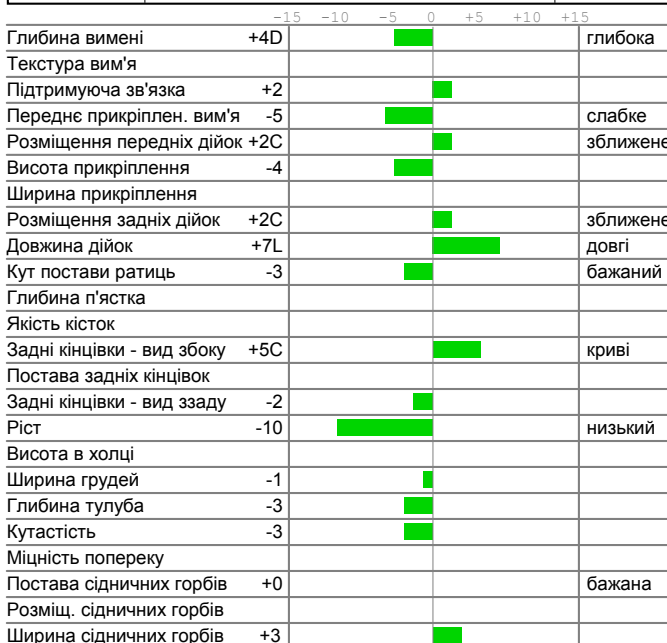 -15 -10 -5 0 +5 +10 +15
Глибина вимені +4D глибока
Текстура вим'я
Підтримуюча зв'язка +2
Переднє прикріплен. вим'я -5 слабке
Розміщення передніх дійок +2C зближене
Висота прикріплення -4
Ширина прикріплення
Розміщення задніх дійок +2C зближене
Довжина дійок +7L довгі
Кут постави ратиць -3 бажаний
Глибина п'ястка
Якість кісток
Задні кінцівки - вид збоку +5C криві
Постава задніх кінцівок
Задні кінцівки - вид ззаду -2
Ріст -10 низький
Висота в холці
Ширина грудей -1
Глибина тулуба -3
Кутастість -3
Міцність попереку
Постава сідничних горбів +0 бажана
Розміщ. сідничних горбів
Ширина сідничних горбів +3